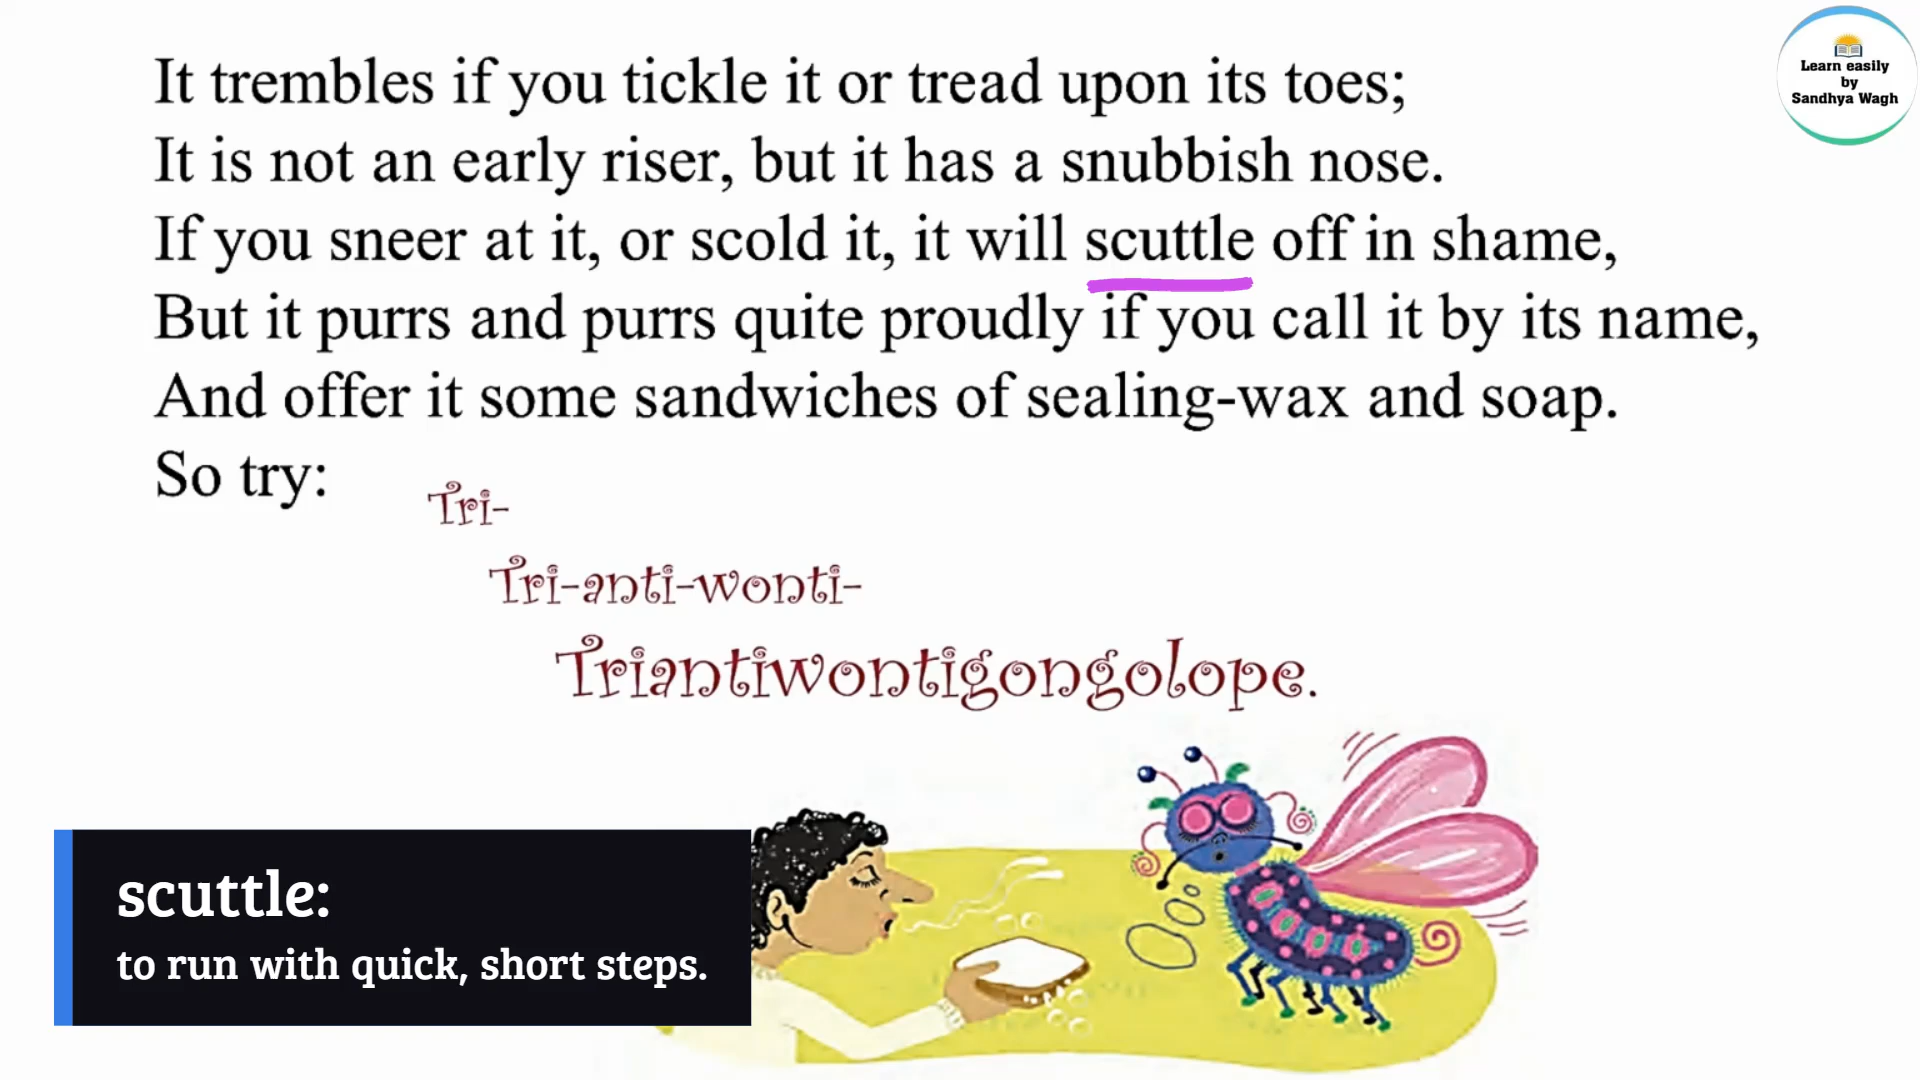 It trembles if you tickle it or tread upon its toes;
It is not an early riser, but it has a snubbish nose.
If you sneer at it, or scold it, it will scuttle off in shame,
But it purrs and purrs quite proudly if you call it by its name,
And offer it some sandwiches of sealing-wax and soap.
So try:
Tri-
Tri-anti-wonti-
Triantiwontigongolope.
scuttle:
to run with quick, short steps.
Learn easily
by
Sandhya Wagh